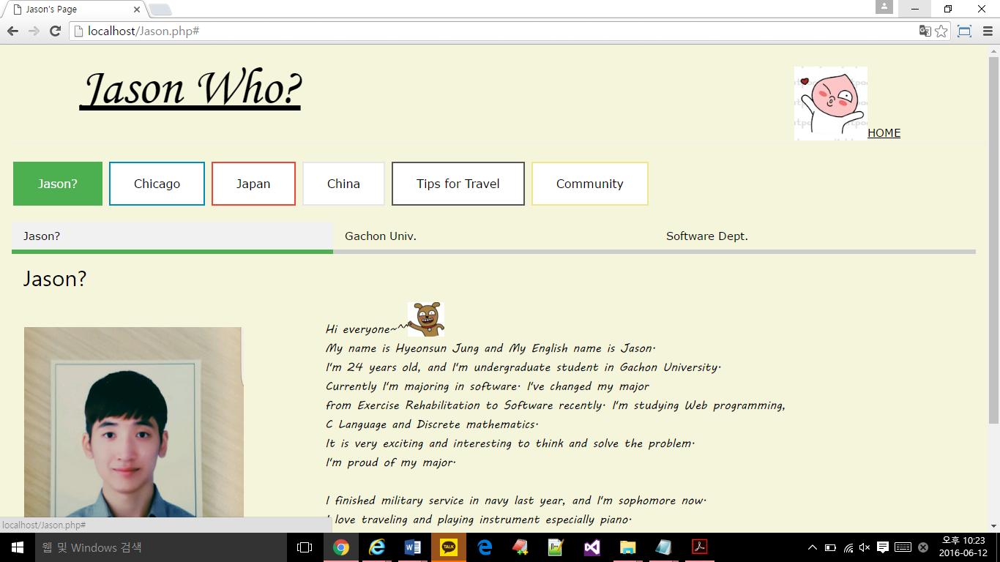 Jason's Page
localhost/Jason.php#
Jason Who?
HOME
Jason?
Chicago
Japan
China
Tips for Travel
Community
Jason?
Gachon Univ.
Software Dept.
Jason?
Hi everyone~^^
My name is Hyeonsun Jung and My English name is Jason.
I'm 24 years old, and I'm undergraduate student in Gachon University.
Currently I'm majoring in software. I've changed my major
from Exercise Rehabilitation to Software recently. I'm studying Web programming,
C Language and Discrete mathematics.
It is very exciting and interesting to think and solve the problem.
I'm proud of my major.
I finished military service in navy last year, and I'm sophomore now.
I love traveling and playing instrument especially piano.
localhost/Jason.php#
웹 및 Windows 검색
TALK
오후 10:23
2016-06-12